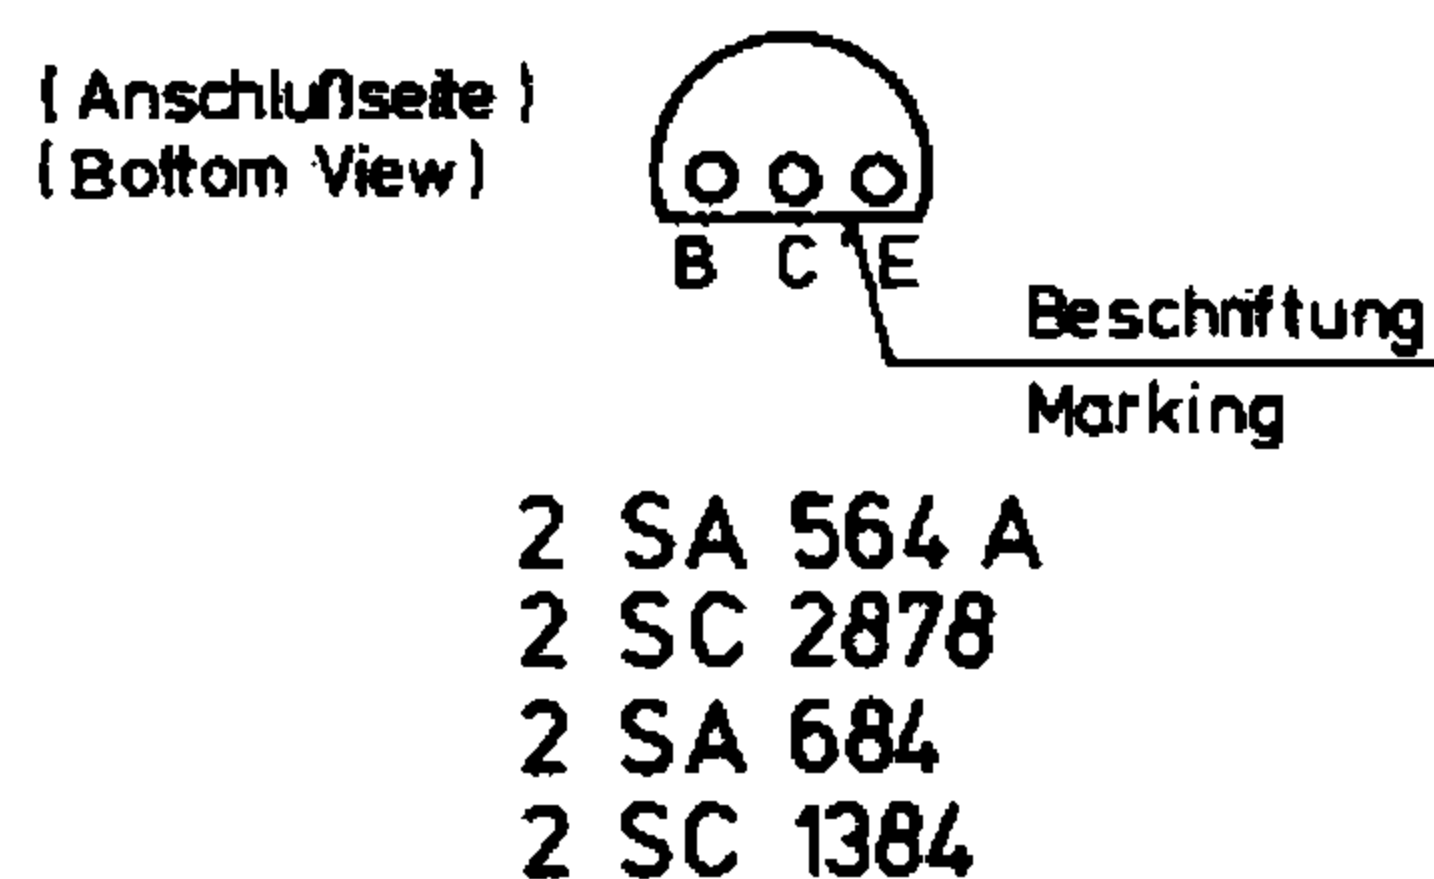 ( Anschlußseite )
( Bottom View )
B C E
Beschriftung
Marking
2 SA 564 A
2 SC 2878
2 SA 684
2 SC 1384